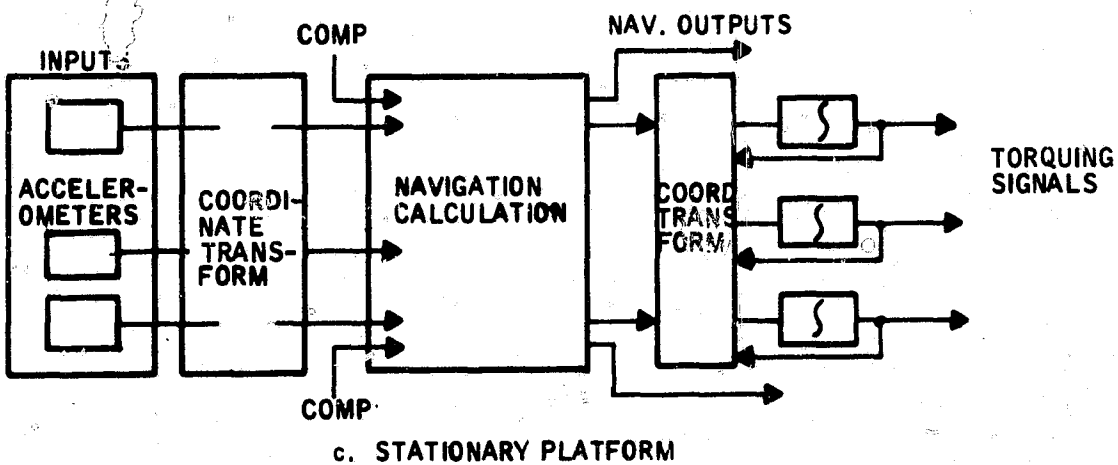 INPUTS
COMP
NAV. OUTPUTS
ACCELER-
OMETERS
COORDI-
NATE
TRANS-
FORM
NAVIGATION
CALCULATION
COORD
TRANS
FORM
∫
∫
∫
TORQUING
SIGNALS
COMP
c. STATIONARY PLATFORM